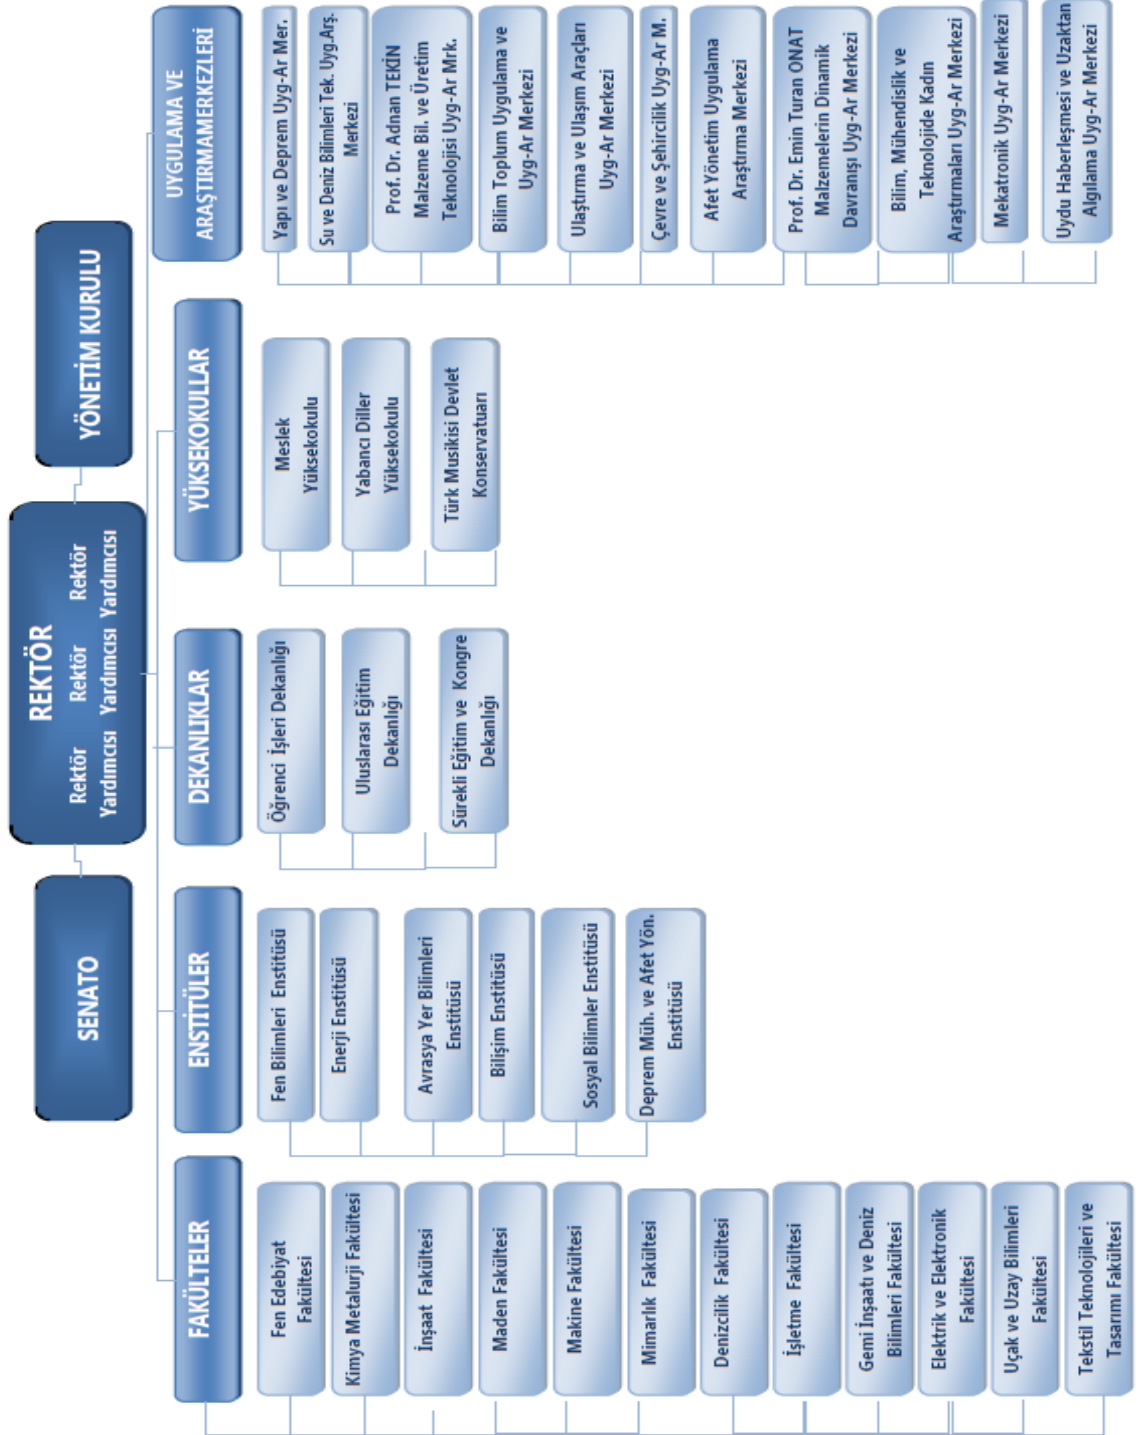 REKTÖR
Rektör Rektör Rektör
Yardımcısı Yardımcısı Yardımcısı
SENATO
YÖNETİM KURULU
FAKÜLTELER
Fen Edebiyat
Fakültesi
Kimya Metalurji Fakültesi
İnşaat Fakültesi
Maden Fakültesi
Makine Fakültesi
Mimarlık Fakültesi
Denizcilik Fakültesi
İşletme Fakültesi
Gemi İnşaatı ve Deniz
Bilimleri Fakültesi
Elektrik ve Elektronik
Fakültesi
Uçak ve Uzay Bilimleri
Fakültesi
Tekstil Teknolojileri ve
Tasarımı Fakültesi
ENSTİTÜLER
Fen Bilimleri Enstitüsü
Enerji Enstitüsü
Avrasya Yer Bilimleri
Enstitüsü
Bilişim Enstitüsü
Sosyal Bilimler Enstitüsü
Deprem Müh. ve Afet Yön.
Enstitüsü
DEKANLIKLAR
Öğrenci İşleri Dekanlığı
Uluslarası Eğitim
Dekanlığı
Sürekli Eğitim ve Kongre
Dekanlığı
YÜKSEKOKULLAR
Meslek
Yüksekokulu
Yabancı Diller
Yüksekokulu
Türk Musikisi Devlet
Konservatuarı
UYGULAMA VE
ARAŞTIRMAMERKEZLERİ
Yapı ve Deprem Uyg-Ar Mer.
Su ve Deniz Bilimleri Tek. Uyg.Arş.
Merkezi
Prof. Dr. Adnan TEKİN
Malzeme Bil. ve Üretim
Teknolojisi Uyg-Ar Mrk.
Bilim Toplum Uygulama ve
Uyg-Ar Merkezi
Ulaştırma ve Ulaşım Araçları
Uyg-Ar Merkezi
Çevre ve Şehircilik Uyg-Ar M.
Afet Yönetim Uygulama
Araştırma Merkezi
Prof. Dr. Emin Turan ONAT
Malzemelerin Dinamik
Davranışı Uyg-Ar Merkezi
Bilim, Mühendislik ve
Teknolojide Kadın
Araştırmaları Uyg-Ar Merkezi
Mekatronik Uyg-Ar Merkezi
Uydu Haberleşmesi ve Uzaktan
Algılama Uyg-Ar Merkezi